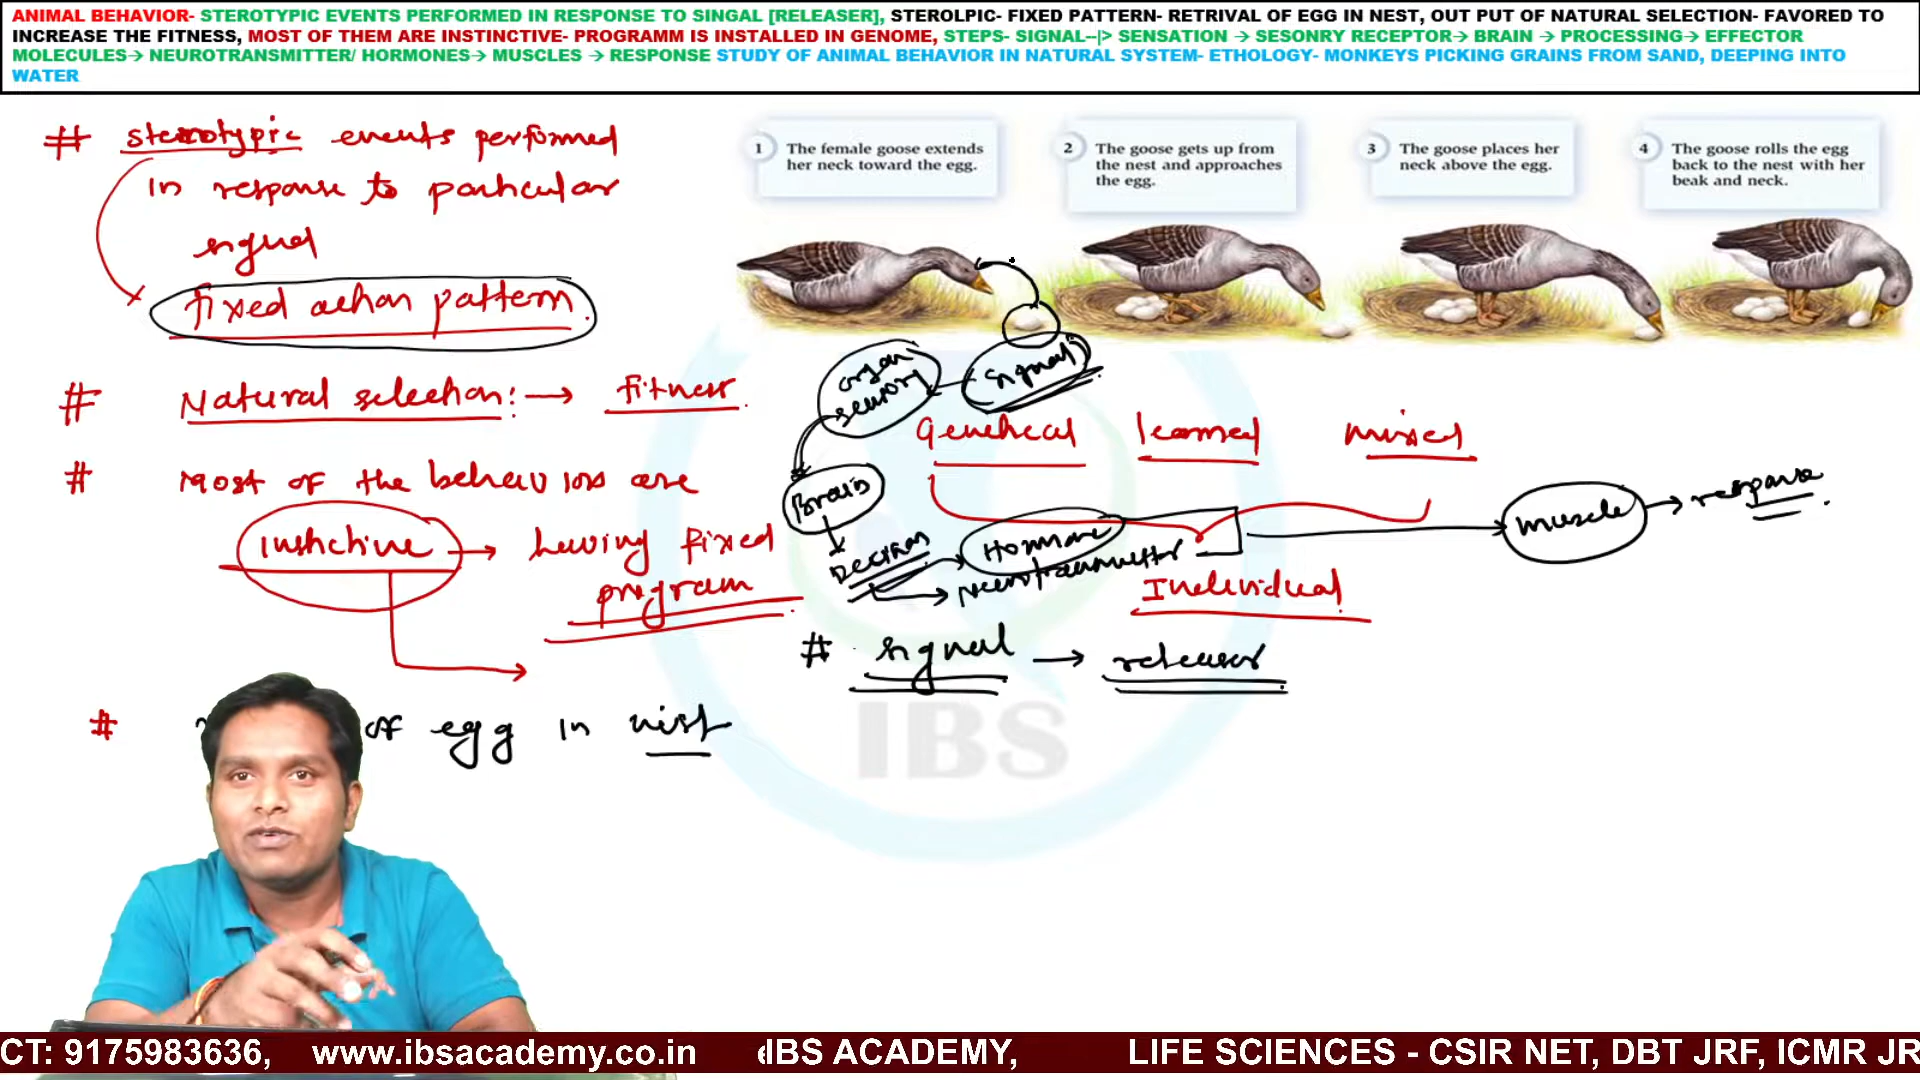 ANIMAL BEHAVIOR- STEROTYPIC EVENTS PERFORMED IN RESPONSE TO SINGAL [RELEASER], STEROLPIC- FIXED PATTERN- RETRIVAL OF EGG IN NEST, OUT PUT OF NATURAL SELECTION- FAVORED TO
INCREASE THE FITNESS, MOST OF THEM ARE INSTINCTIVE- PROGRAMM IS INSTALLED IN GENOME, STEPS- SIGNAL--|> SENSATION → SESONRY RECEPTOR→ BRAIN → PROCESSING→ EFFECTOR
MOLECULES→ NEUROTRANSMITTER/ HORMONES→ MUSCLES → RESPONSE STUDY OF ANIMAL BEHAVIOR IN NATURAL SYSTEM- ETHOLOGY- MONKEYS PICKING GRAINS FROM SAND, DEEPING INTO
WATER
# sterotypic events performed
in response to particular
signal
fixed action pattern.
1 The female goose extends
her neck toward the egg.
2 The goose gets up from
the nest and approaches
the egg.
3 The goose places her
neck above the egg.
4 The goose rolls the egg
back to the nest with her
beak and neck.
# Natural selection: → fitness
signal
organ
sensory
Genetical learned mixed
# most of the behaviors are
instinctive → having fixed
program
Brain
Decision
Hormone
neurotransmitter
muscle → response
Individual
# signal → releaser
# of egg in nest
IBS
CT: 9175983636, www.ibsacademy.co.in IBS ACADEMY, LIFE SCIENCES - CSIR NET, DBT JRF, ICMR JR